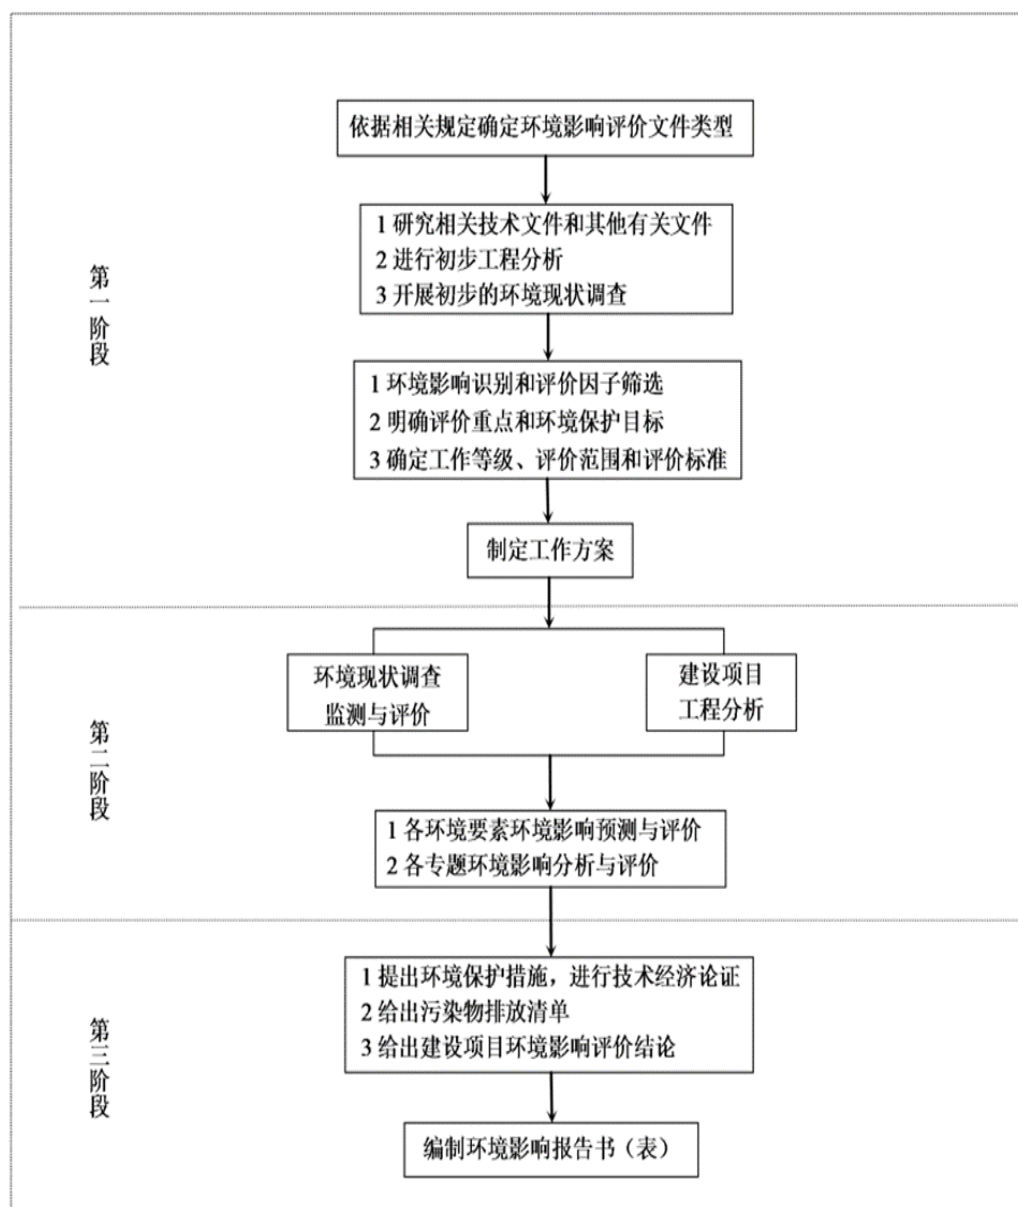 依据相关规定确定环境影响评价文件类型
1 研究相关技术文件和其他有关文件
2 进行初步工程分析
3 开展初步的环境现状调查
第一阶段
1 环境影响识别和评价因子筛选
2 明确评价重点和环境保护目标
3 确定工作等级、评价范围和评价标准
制定工作方案
环境现状调查
监测与评价
建设项目
工程分析
第二阶段
1 各环境要素环境影响预测与评价
2 各专题环境影响分析与评价
1 提出环境保护措施，进行技术经济论证
2 给出污染物排放清单
3 给出建设项目环境影响评价结论
第三阶段
编制环境影响报告书（表）